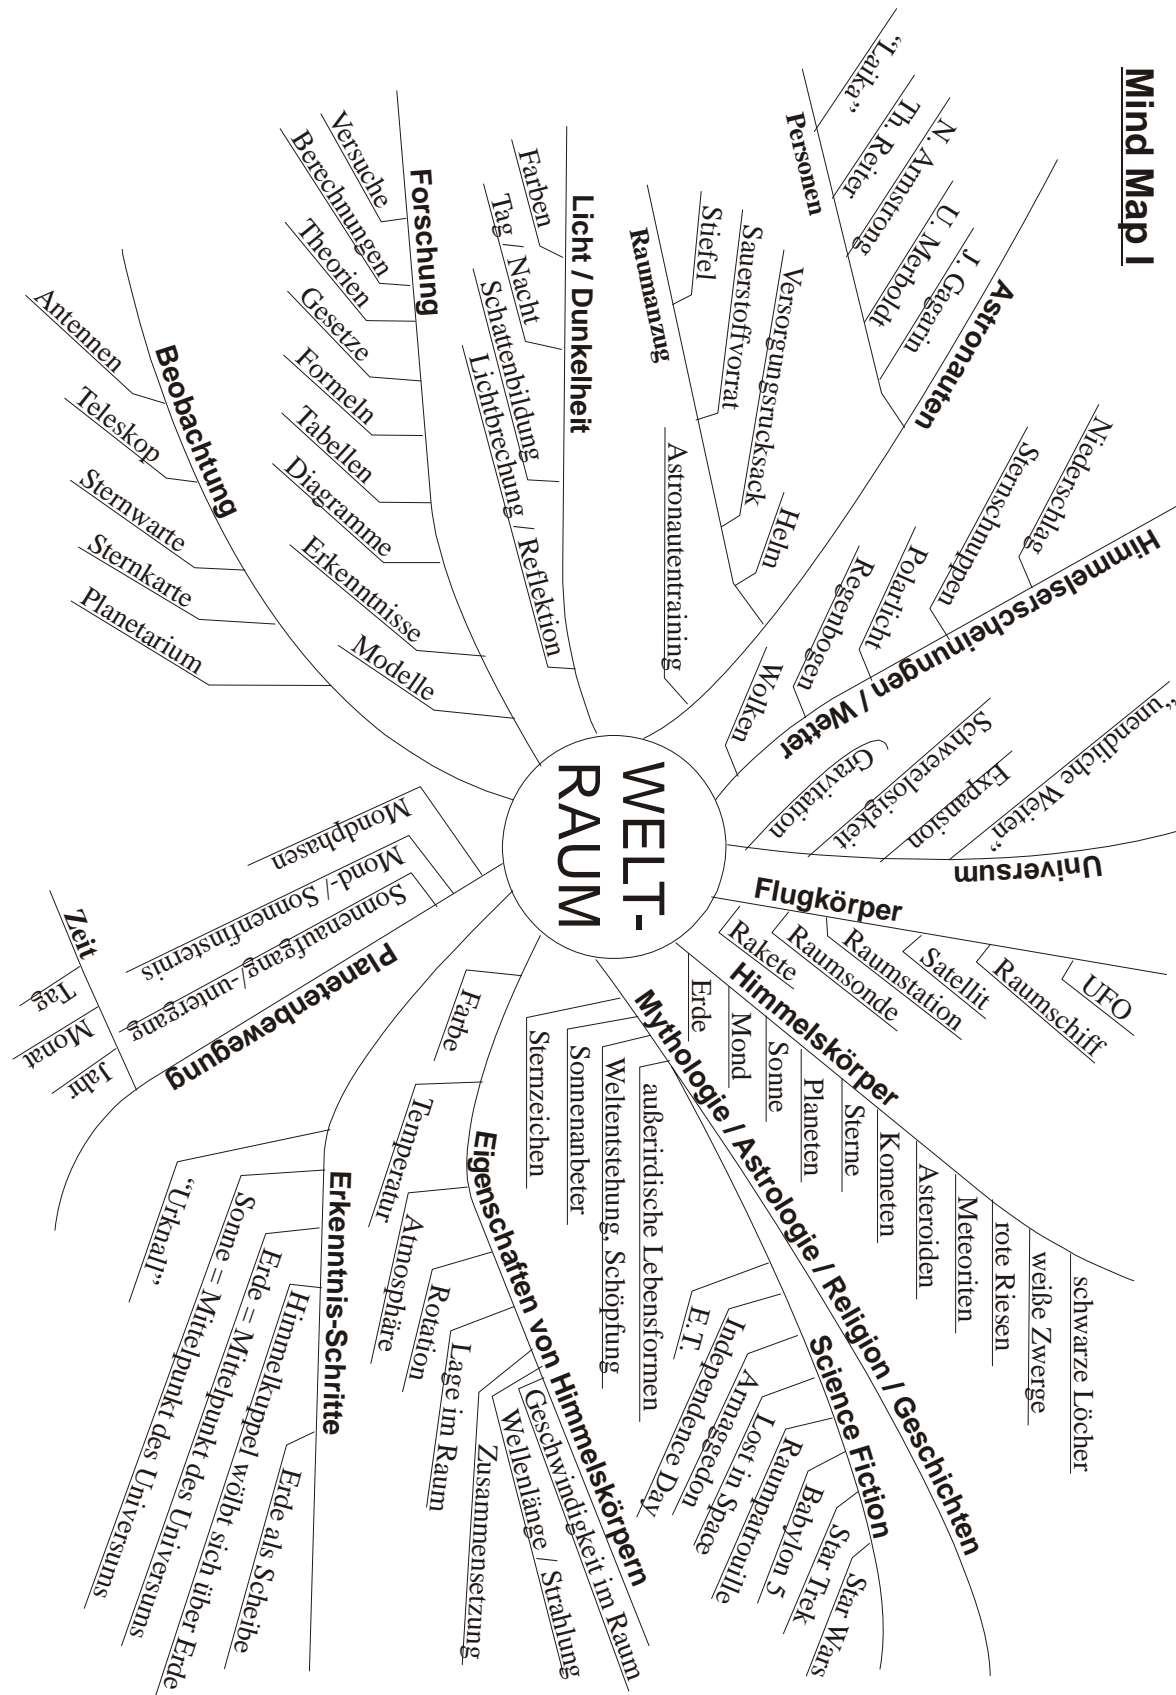 Mind Map I
WELT-
RAUM
Astronauten
Personen
“Laika”
Th. Reiter
N. Armstrong
U. Merboldt
J. Gagarin
Raumanzug
Stiefel
Sauerstoffvorrat
Versorgungsrucksack
Helm
Astronautentraining
Himmelserscheinungen / Wetter
Niederschlag
Sternschnuppen
Polarlicht
Regenbogen
Wolken
Universum
“unendliche Weiten”
Expansion
Schwerelosigkeit
Gravitation
Flugkörper
Rakete
Raumsonde
Raumstation
Satellit
Raumschiff
UFO
Himmelskörper
Erde
Mond
Sonne
Planeten
Sterne
Kometen
Asteroiden
Meteoriten
rote Riesen
weiße Zwerge
schwarze Löcher
Mythologie / Astrologie / Religion / Geschichten
außerirdische Lebensformen
Weltentstehung, Schöpfung
Sonnenanbeter
Sternzeichen
Science Fiction
E.T.
Independence Day
Armaggedon
Lost in Space
Raumpatrouille
Babylon 5
Star Trek
Star Wars
Eigenschaften von Himmelskörpern
Farbe
Temperatur
Atmosphäre
Rotation
Lage im Raum
Zusammensetzung
Wellenlänge / Strahlung
Geschwindigkeit im Raum
Erkenntnis-Schritte
“Urknall”
Sonne = Mittelpunkt des Universums
Erde = Mittelpunkt des Universums
Himmelkuppel wölbt sich über Erde
Erde als Scheibe
Planetenbewegung
Mondphasen
Mond-/ Sonnenfinsternis
Sonnenaufgang/-untergang
Zeit
Tag
Monat
Jahr
Beobachtung
Antennen
Teleskop
Sternwarte
Sternkarte
Planetarium
Forschung
Versuche
Berechnungen
Theorien
Gesetze
Formeln
Tabellen
Diagramme
Erkenntnisse
Modelle
Licht / Dunkelheit
Farben
Tag / Nacht
Schattenbildung
Lichtbrechung / Reflektion